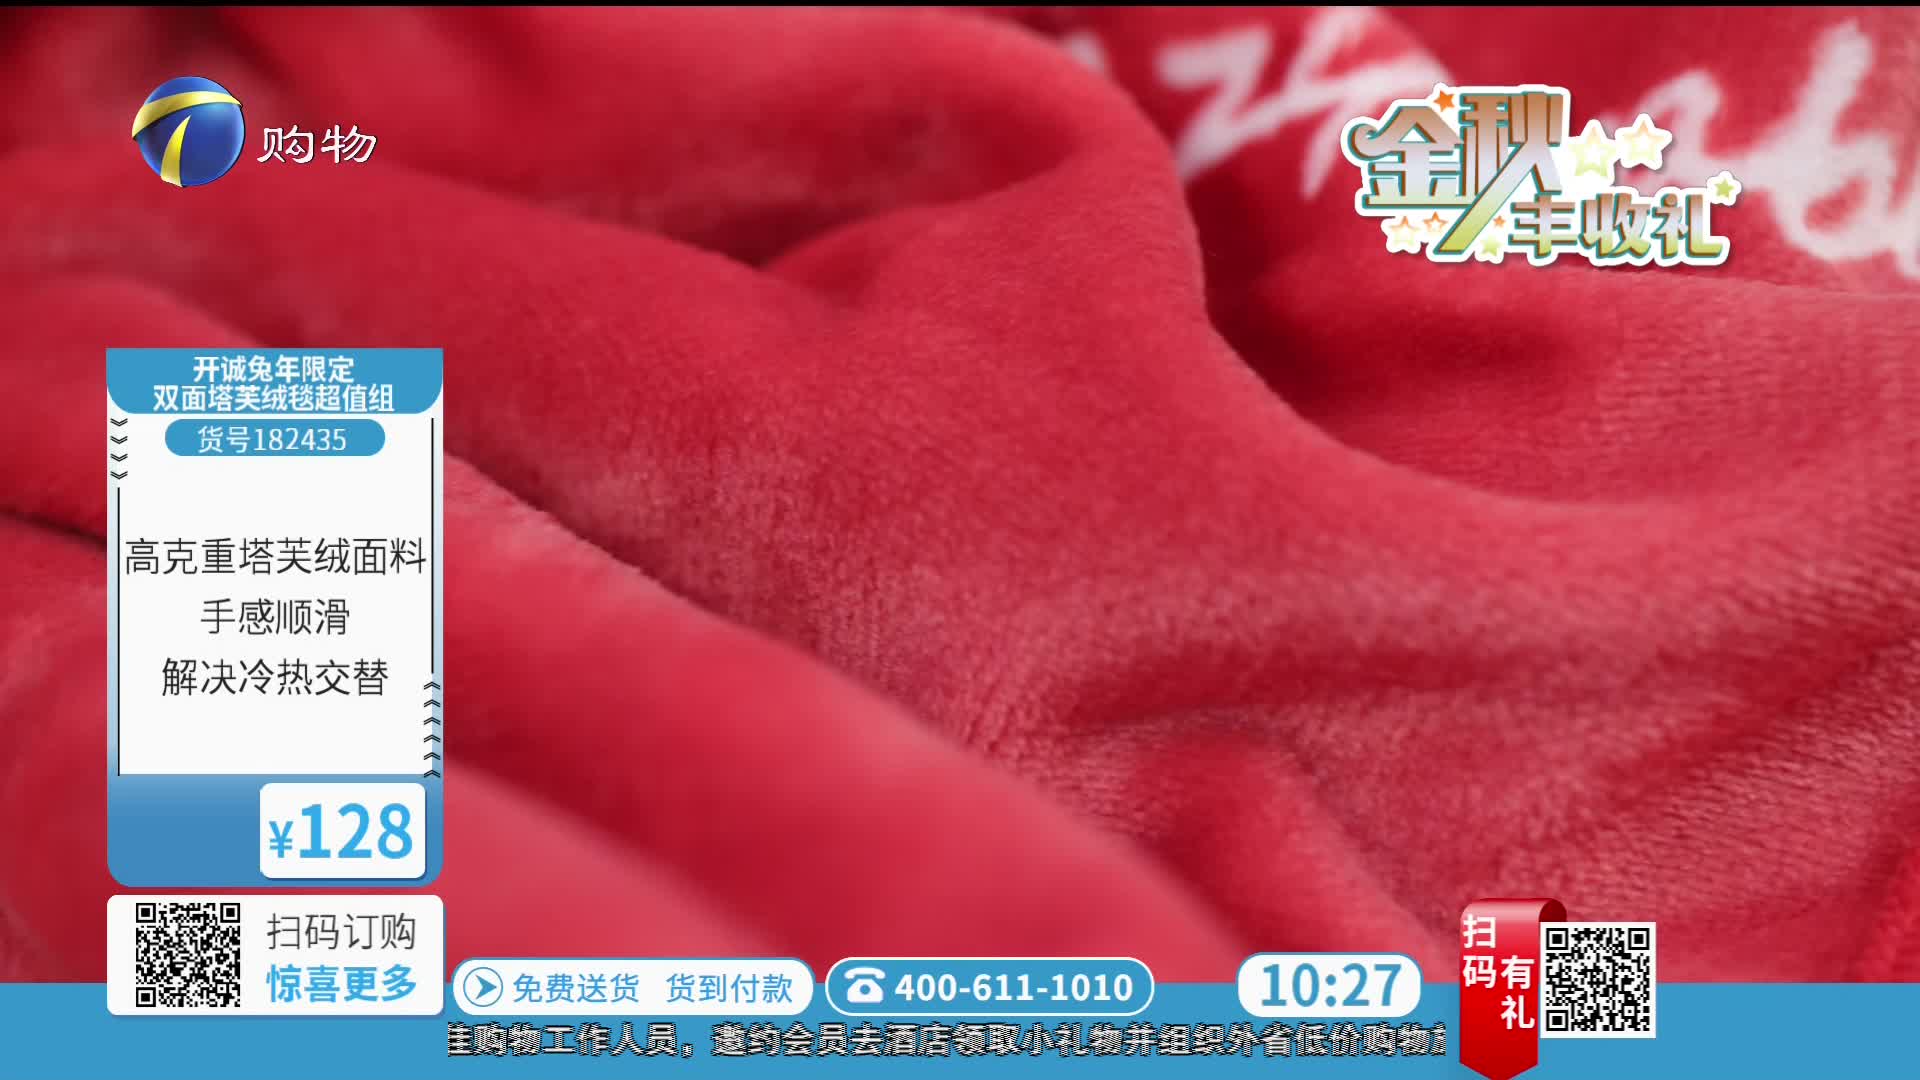 购物
金秋
丰收礼
开诚兔年限定
双面塔芙绒毯超值组
货号182435
高克重塔芙绒面料
手感顺滑
解决冷热交替
¥128
扫码订购
惊喜更多
免费送货 货到付款
400-611-1010
10:27
扫码有礼
购物工作人员，邀约会员去酒店领取小礼物并组织外省低价购物